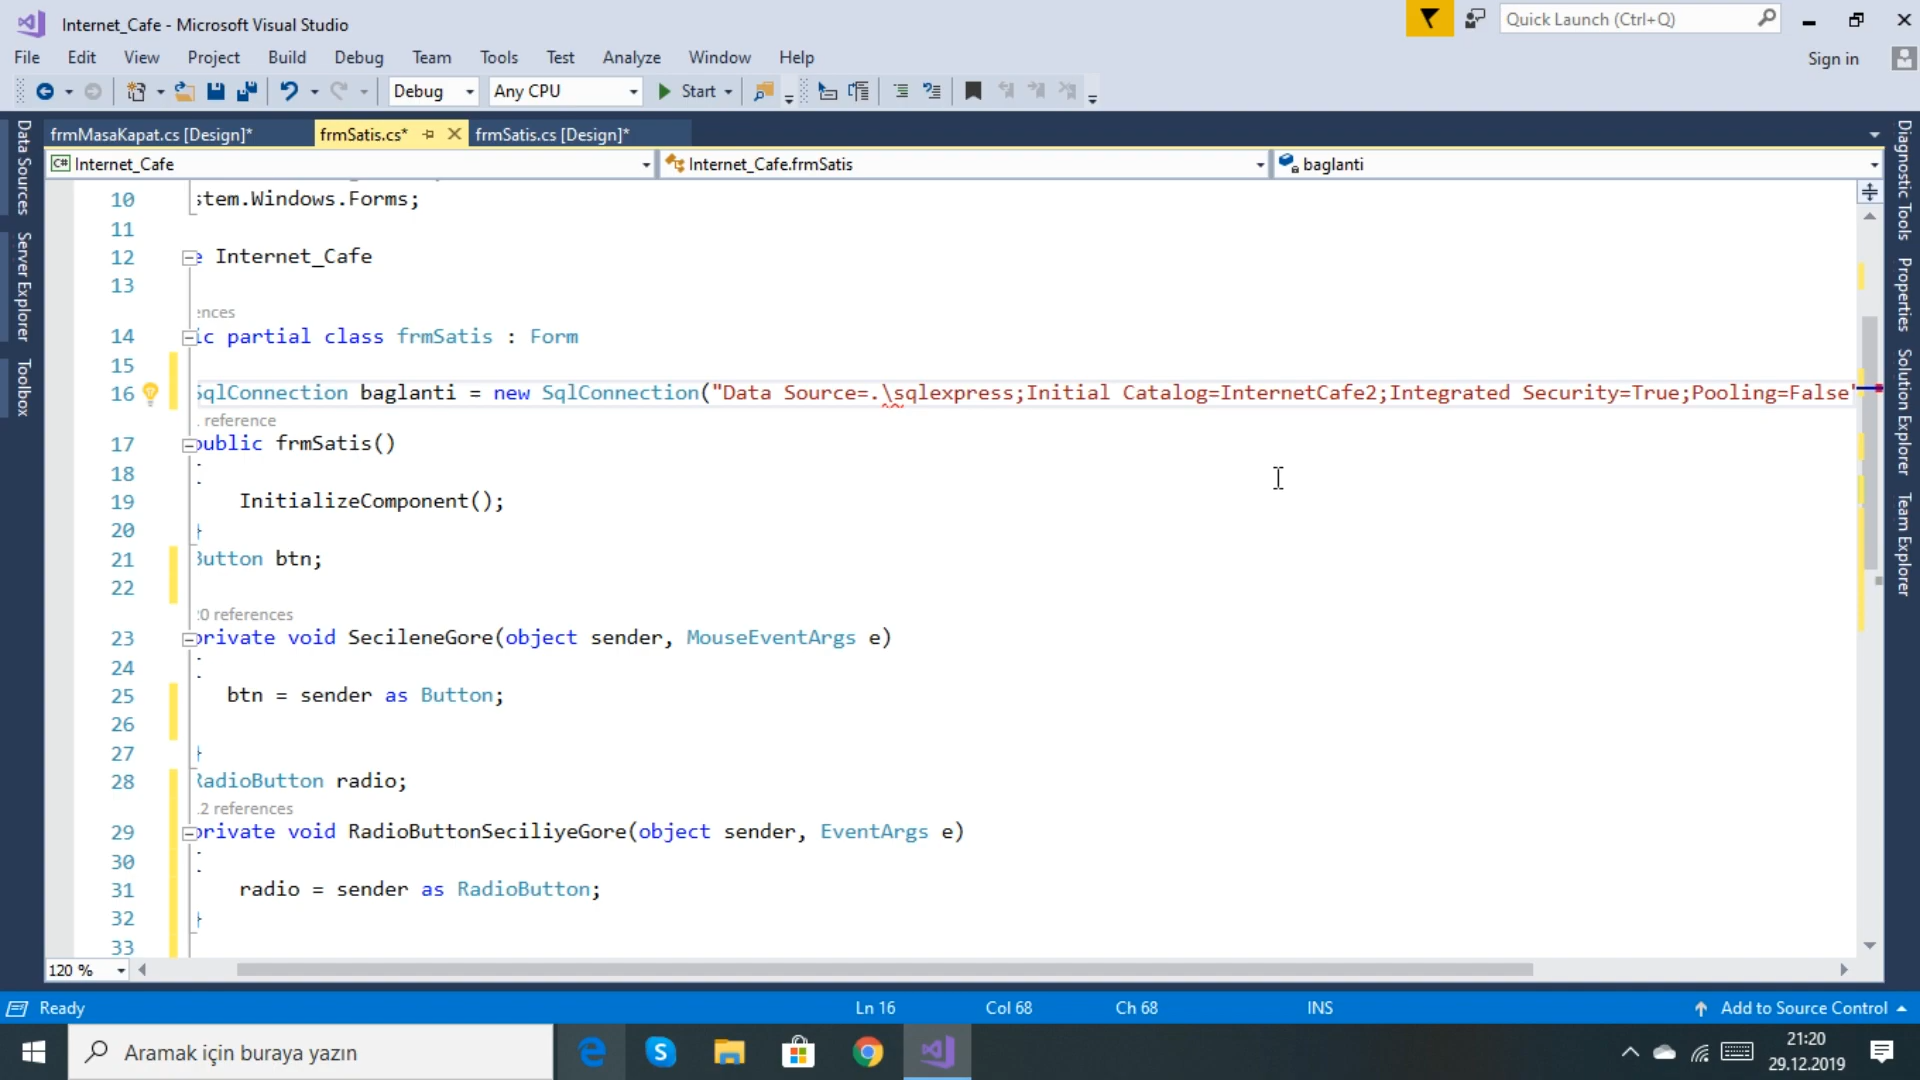 Internet_Cafe - Microsoft Visual Studio
Quick Launch (Ctrl+Q)
File Edit View Project Build Debug Team Tools Test Analyze Window Help
Sign in
Debug Any CPU Start
frmMasaKapat.cs [Design]* frmSatis.cs* frmSatis.cs [Design]*
Internet_Cafe Internet_Cafe.frmSatis baglanti
Data Sources
Server Explorer
Toolbox
10 stem.Windows.Forms;
11
12 e Internet_Cafe
13
ences
14 ic partial class frmSatis : Form
15
16 SqlConnection baglanti = new SqlConnection("Data Source=.\sqlexpress;Initial Catalog=InternetCafe2;Integrated Security=True;Pooling=False"
1 reference
17 public frmSatis()
18 {
19 InitializeComponent();
20 }
21 Button btn;
22
20 references
23 private void SecileneGore(object sender, MouseEventArgs e)
24 {
25 btn = sender as Button;
26
27 }
28 RadioButton radio;
12 references
29 private void RadioButtonSeciliyeGore(object sender, EventArgs e)
30 {
31 radio = sender as RadioButton;
32 }
33
Diagnostic Tools
Properties
Solution Explorer
Team Explorer
120 %
Ready Ln 16 Col 68 Ch 68 INS Add to Source Control
Aramak için buraya yazın
21:20
29.12.2019